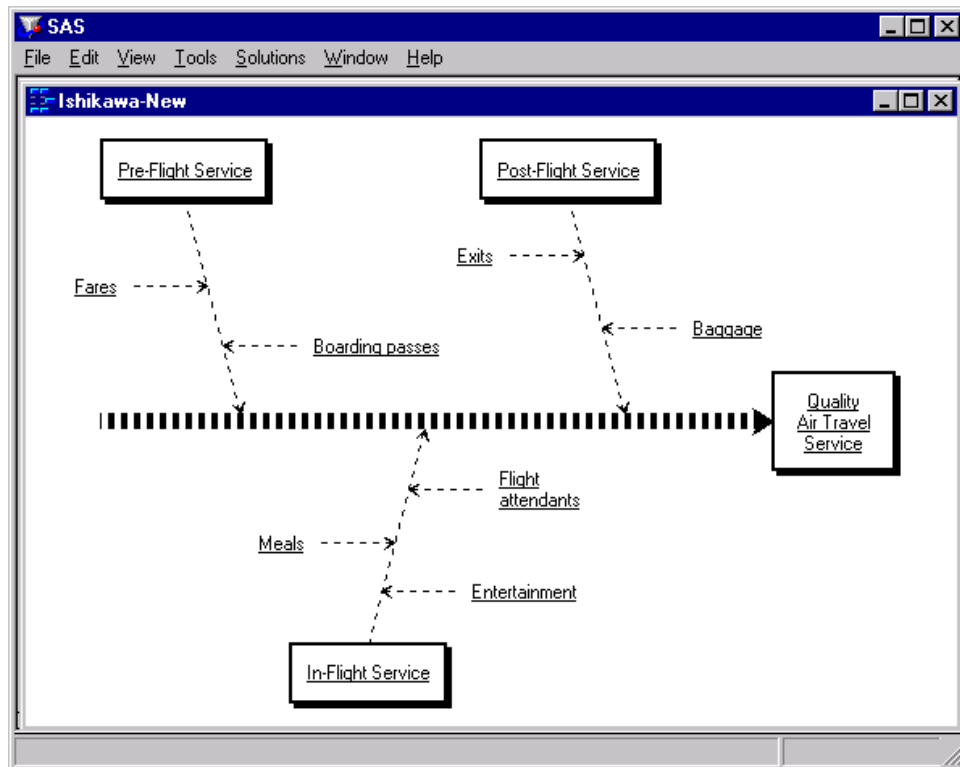 SAS
File Edit View Tools Solutions Window Help
Ishikawa-New
Pre-Flight Service
Post-Flight Service
Exits
Fares
Baggage
Boarding passes
Quality
Air Travel
Service
Flight
attendants
Meals
Entertainment
In-Flight Service